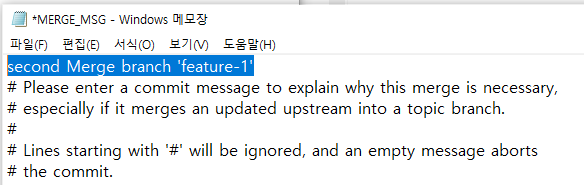 *MERGE_MSG - Windows 메모장
파일(F) 편집(E) 서식(O) 보기(V) 도움말(H)
second Merge branch 'feature-1'
# Please enter a commit message to explain why this merge is necessary,
# especially if it merges an updated upstream into a topic branch.
#
# Lines starting with '#' will be ignored, and an empty message aborts
# the commit.